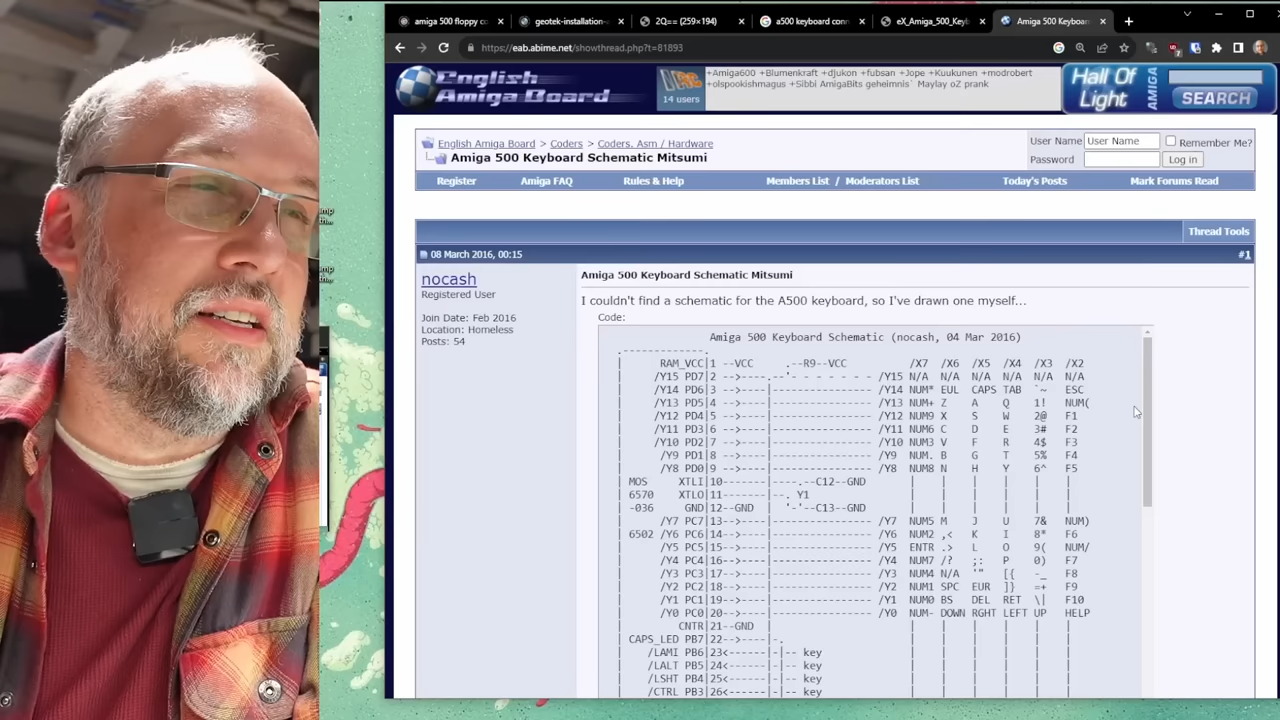 amiga 500 floppy co
geotek-installation-
2Q== (259×194)
a500 keyboard conn
eX_Amiga_500_Key
Amiga 500 Keyboard
https://eab.abime.net/showthread.php?t=81893
English
Amiga Board
14 users
+Amiga600 +Blumenkraft +djukon +fubsan +Jope +Kuukunen +modrobert
+olspookishmagus +Sibbi AmigaBits geheimnis` Maylay oZ prank
Hall Of
Light
AMIGA
SEARCH
English Amiga Board > Coders > Coders. Asm / Hardware
Amiga 500 Keyboard Schematic Mitsumi
User Name User Name Remember Me?
Password Log in
Register Amiga FAQ Rules & Help Members List / Moderators List Today's Posts Mark Forums Read
Thread Tools
08 March 2016, 00:15 #1
nocash
Registered User
Join Date: Feb 2016
Location: Homeless
Posts: 54
Amiga 500 Keyboard Schematic Mitsumi
I couldn't find a schematic for the A500 keyboard, so I've drawn one myself...
Code:
Amiga 500 Keyboard Schematic (nocash, 04 Mar 2016)
.------------.
| RAM_VCC|1 --VCC .--R9--VCC /X7 /X6 /X5 /X4 /X3 /X2
| /Y15 PD7|2 -->----.--'- - - - - - - /Y15 N/A N/A N/A N/A N/A N/A
| /Y14 PD6|3 -->----|---------------- /Y14 NUM* EUL CAPS TAB `~ ESC
| /Y13 PD5|4 -->----|---------------- /Y13 NUM+ Z A Q 1! NUM(
| /Y12 PD4|5 -->----|---------------- /Y12 NUM9 X S W 2@ F1
| /Y11 PD3|6 -->----|---------------- /Y11 NUM6 C D E 3# F2
| /Y10 PD2|7 -->----|---------------- /Y10 NUM3 V F R 4$ F3
| /Y9 PD1|8 -->----|---------------- /Y9 NUM. B G T 5% F4
| /Y8 PD0|9 -->----|---------------- /Y8 NUM8 N H Y 6^ F5
| MOS XTLI|10------|---.--C12--GND | | | | | |
| 6570 XTLO|11------|--. Y1 | | | | | |
| -036 GND|12--GND | '-'--C13--GND | | | | | |
| /Y7 PC7|13-->----|---------------- /Y7 NUM5 M J U 7& NUM)
| 6502 /Y6 PC6|14-->----|---------------- /Y6 NUM2 ,< K I 8* F6
| /Y5 PC5|15-->----|---------------- /Y5 ENTR .> L O 9( NUM/
| /Y4 PC4|16-->----|---------------- /Y4 NUM7 /? ;: P 0) F7
| /Y3 PC3|17-->----|---------------- /Y3 NUM4 N/A '" [{ -_ F8
| /Y2 PC2|18-->----|---------------- /Y2 NUM1 SPC EUR ]} =+ F9
| /Y1 PC1|19-->----|---------------- /Y1 NUM0 BS DEL RET \| F10
| /Y0 PC0|20-->----|---------------- /Y0 NUM- DOWN RGHT LEFT UP HELP
| CNTR|21--GND | | | | | | |
| CAPS_LED PB7|22-->----|-. | | | | | |
| /LAMI PB6|23<------|-|-- key | | | | | |
| /LALT PB5|24<------|-|-- key | | | | | |
| /LSHT PB4|25<------|-|-- key | | | | | |
| /CTRL PB3|26<------|-|-- key | | | | | |